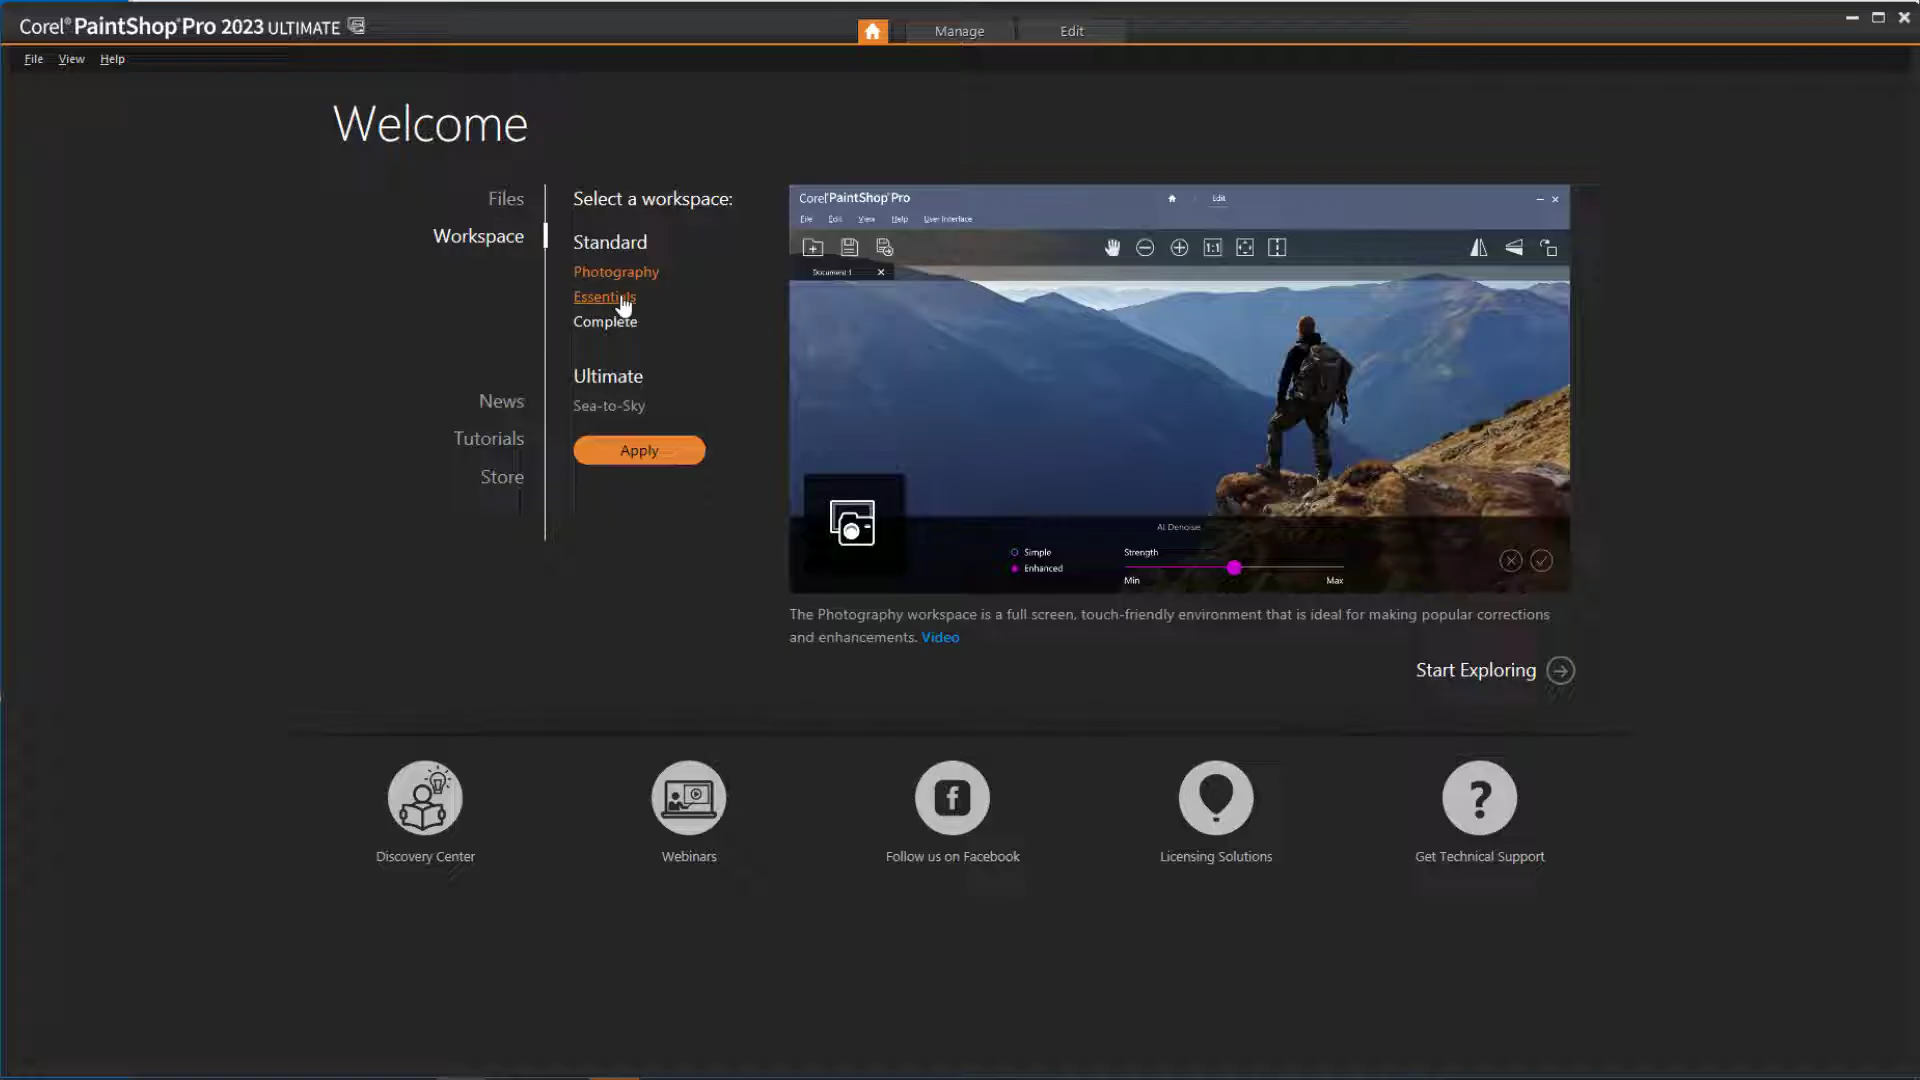 Corel® PaintShop® Pro 2023 ULTIMATE
Manage
Edit
File View Help
Welcome
Files
Workspace
News
Tutorials
Store
Select a workspace:
Standard
Photography
Essentials
Complete
Ultimate
Sea-to-Sky
Apply
Corel® PaintShop® Pro
Edit
File Edit View Help User Interface
1:1
Document 1
AI Denoise
Simple
Enhanced
Strength
Min
Max
The Photography workspace is a full screen, touch-friendly environment that is ideal for making popular corrections
and enhancements. Video
Start Exploring
Discovery Center
Webinars
Follow us on Facebook
Licensing Solutions
Get Technical Support